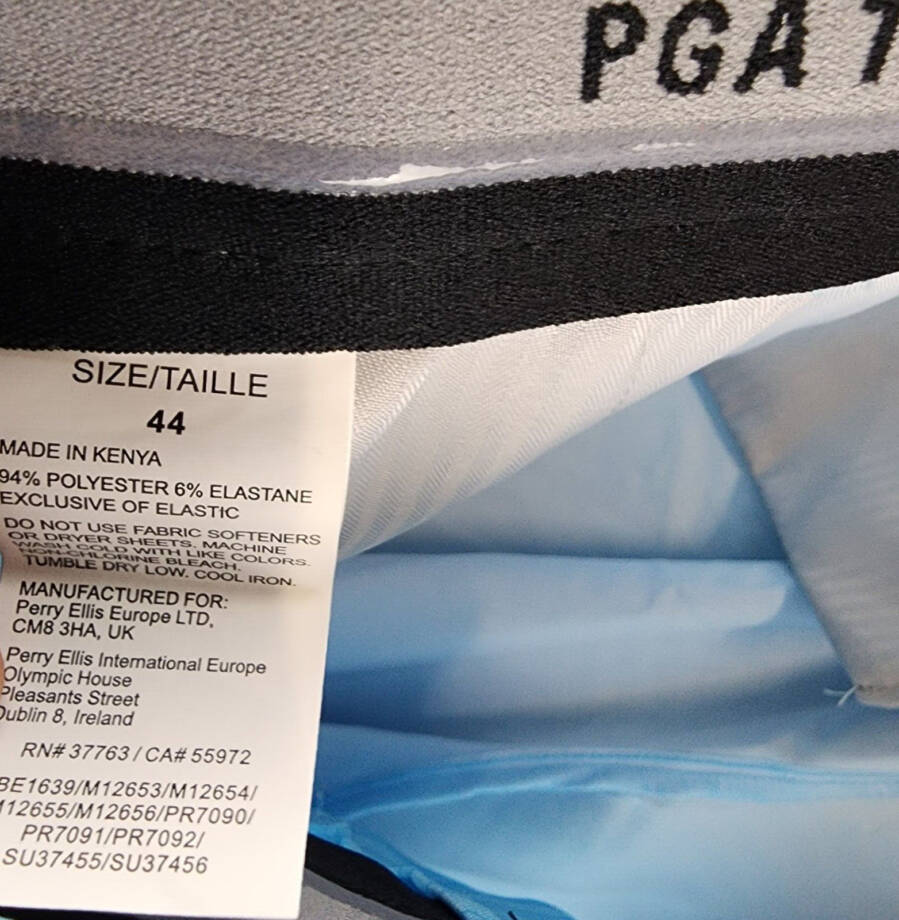 PGA T
SIZE/TAILLE
44
MADE IN KENYA
94% POLYESTER 6% ELASTANE
EXCLUSIVE OF ELASTIC
DO NOT USE FABRIC SOFTENERS
OR DRYER SHEETS. MACHINE
WASH COLD WITH LIKE COLORS.
NON-CHLORINE BLEACH.
TUMBLE DRY LOW. COOL IRON.
MANUFACTURED FOR:
Perry Ellis Europe LTD,
CM8 3HA, UK
Perry Ellis International Europe
Olympic House
Pleasants Street
Dublin 8, Ireland
RN# 37763 / CA# 55972
BE1639/M12653/M12654/
M12655/M12656/PR7090/
PR7091/PR7092/
SU37455/SU37456